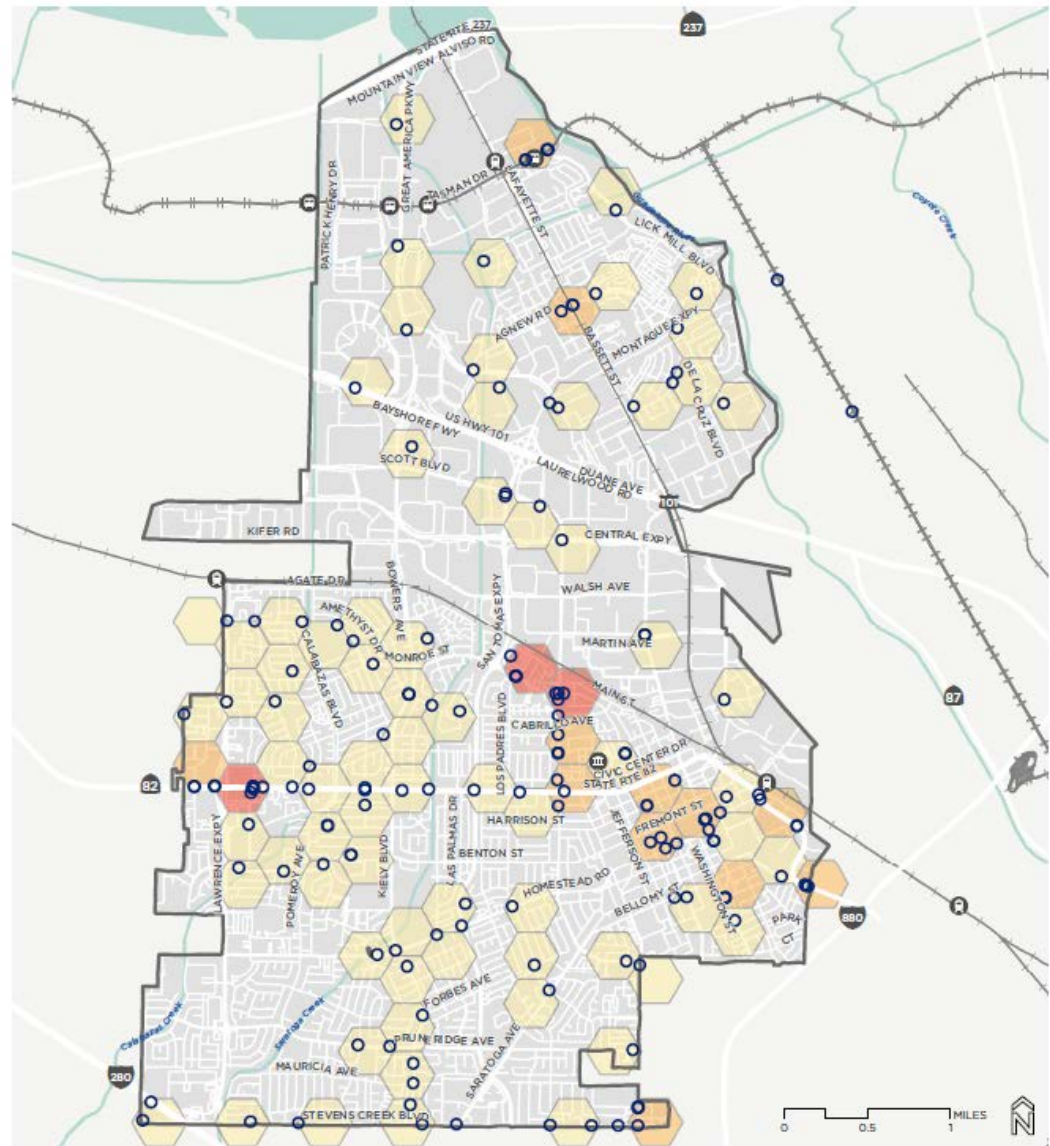 STATE RTE 237
237
MOUNTAIN VIEW ALVISO RD
GREAT AMERICA PKWY
PATRICK HENRY DR
TASMAN DR
LAFAYETTE ST
LICK MILL BLVD
Coyote Creek
AGNEW RD
BASSETT ST
MONTAGUE EXPY
DE LA CRUZ BLVD
US HWY 101
BAYSHORE FWY
SCOTT BLVD
DUANE AVE
LAURELWOOD RD
101
KIFER RD
CENTRAL EXPY
AGATE DR
WALSH AVE
BOWERS AVE
AMETHYST DR
MONROE ST
SAN TOMAS EXPY
MARTIN AVE
CALABAZAS BLVD
MAIN ST
87
LOS PADRES BLVD
CABRILLO AVE
CIVIC CENTER DR
STATE RTE 82
82
HARRISON ST
FREMONT ST
LAWRENCE EXPY
POMEROY AVE
KIELY BLVD
LAS PALMAS DR
BENTON ST
JEFFERSON ST
WASHINGTON ST
HOMESTEAD RD
BELLOMY ST
PARK CT
880
FORBES AVE
Calabazas Creek
Saratoga Creek
PRUNERIDGE AVE
SARATOGA AVE
MAURICIA AVE
280
STEVENS CREEK BLVD
MILES
0 0.5 1
N